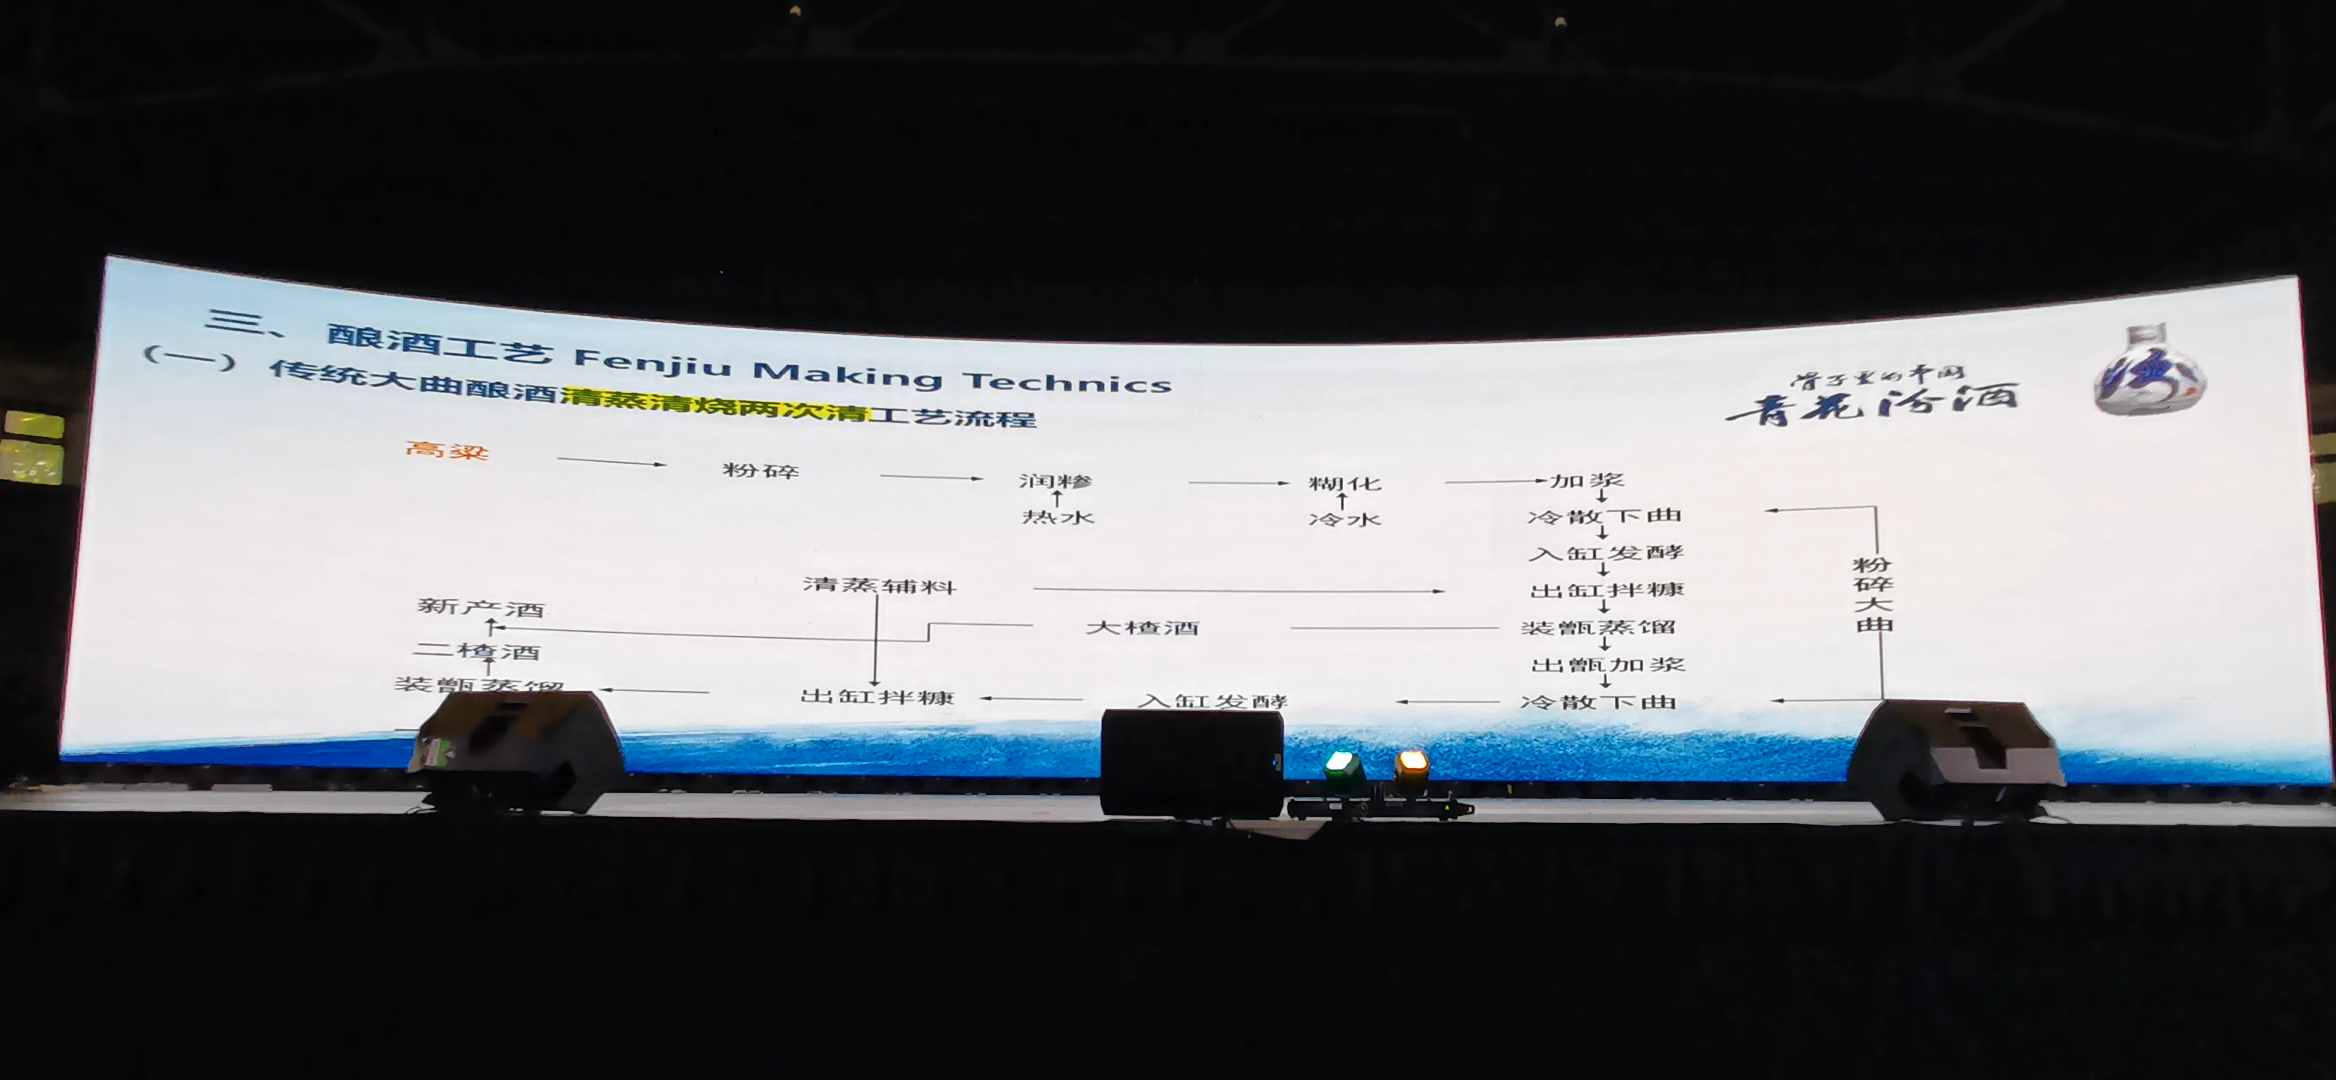 三、酿酒工艺 Fenjiu Making Technics
(一) 传统大曲酿酒清蒸清烧两次清工艺流程
骨子里的中国
青花汾酒
汾
高粱
粉碎
润糁
糊化
加浆
热水
冷水
冷散下曲
入缸发酵
粉碎大曲
清蒸辅料
出缸拌糠
新产酒
大楂酒
装甑蒸馏
二楂酒
出甑加浆
装甑蒸馏
出缸拌糠
入缸发酵
冷散下曲